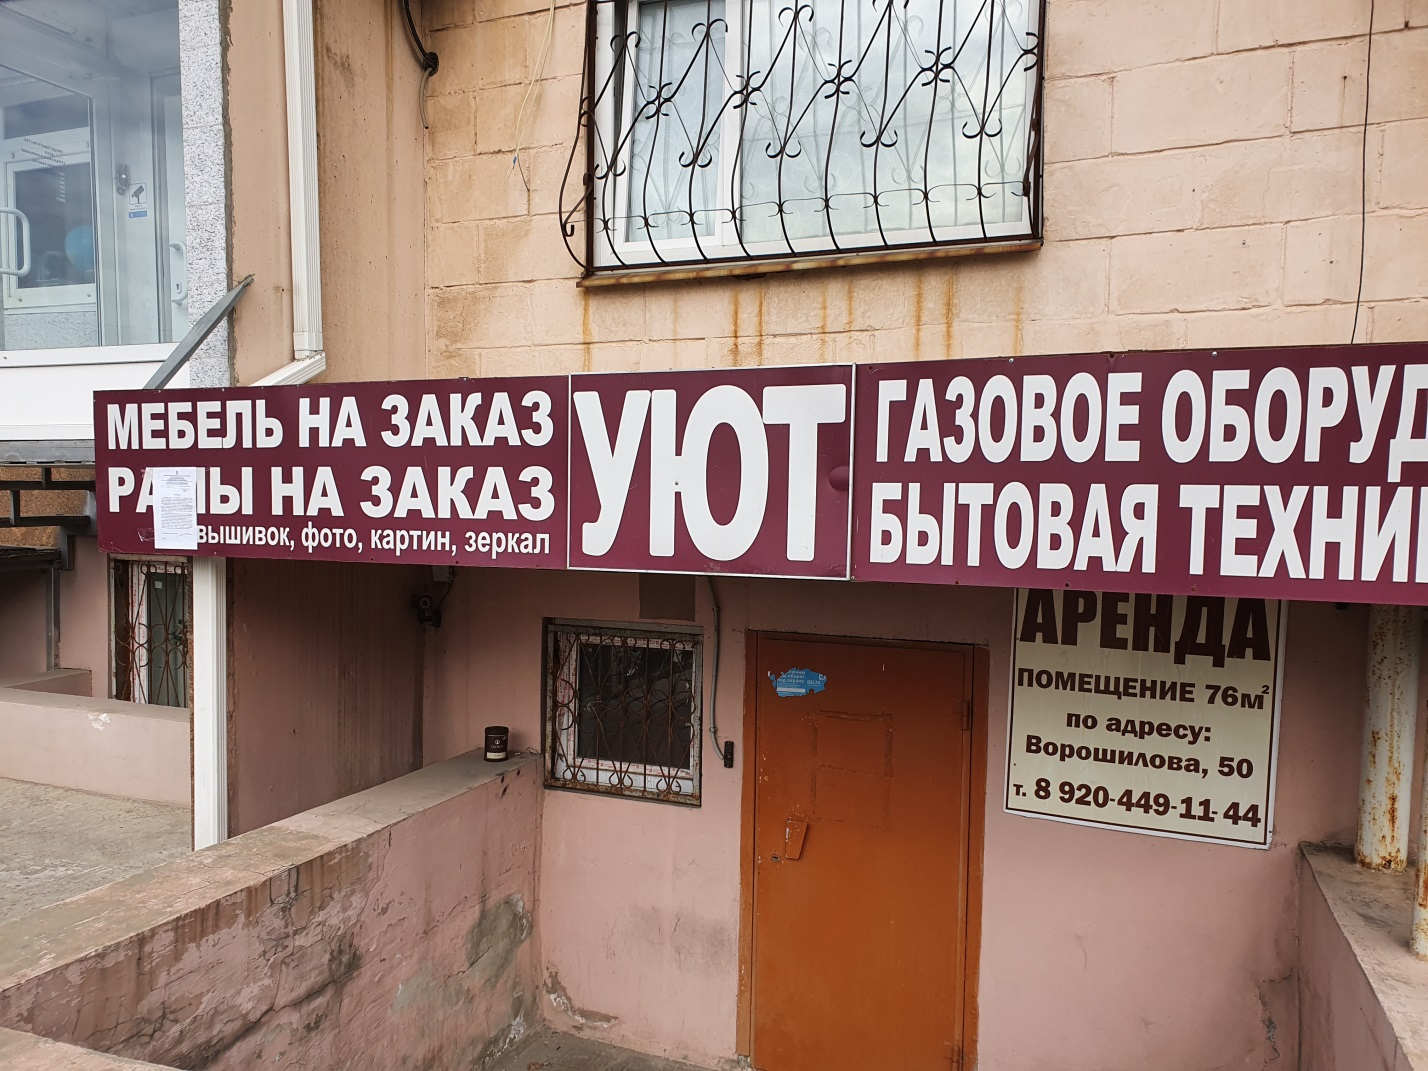 МЕБЕЛЬ НА ЗАКАЗ
РАМЫ НА ЗАКАЗ
вышивок, фото, картин, зеркал
УЮТ
ГАЗОВОЕ ОБОРУД
БЫТОВАЯ ТЕХНИ
АРЕНДА
ПОМЕЩЕНИЕ 76м²
по адресу:
Ворошилова, 50
т. 8 920-449-11-44